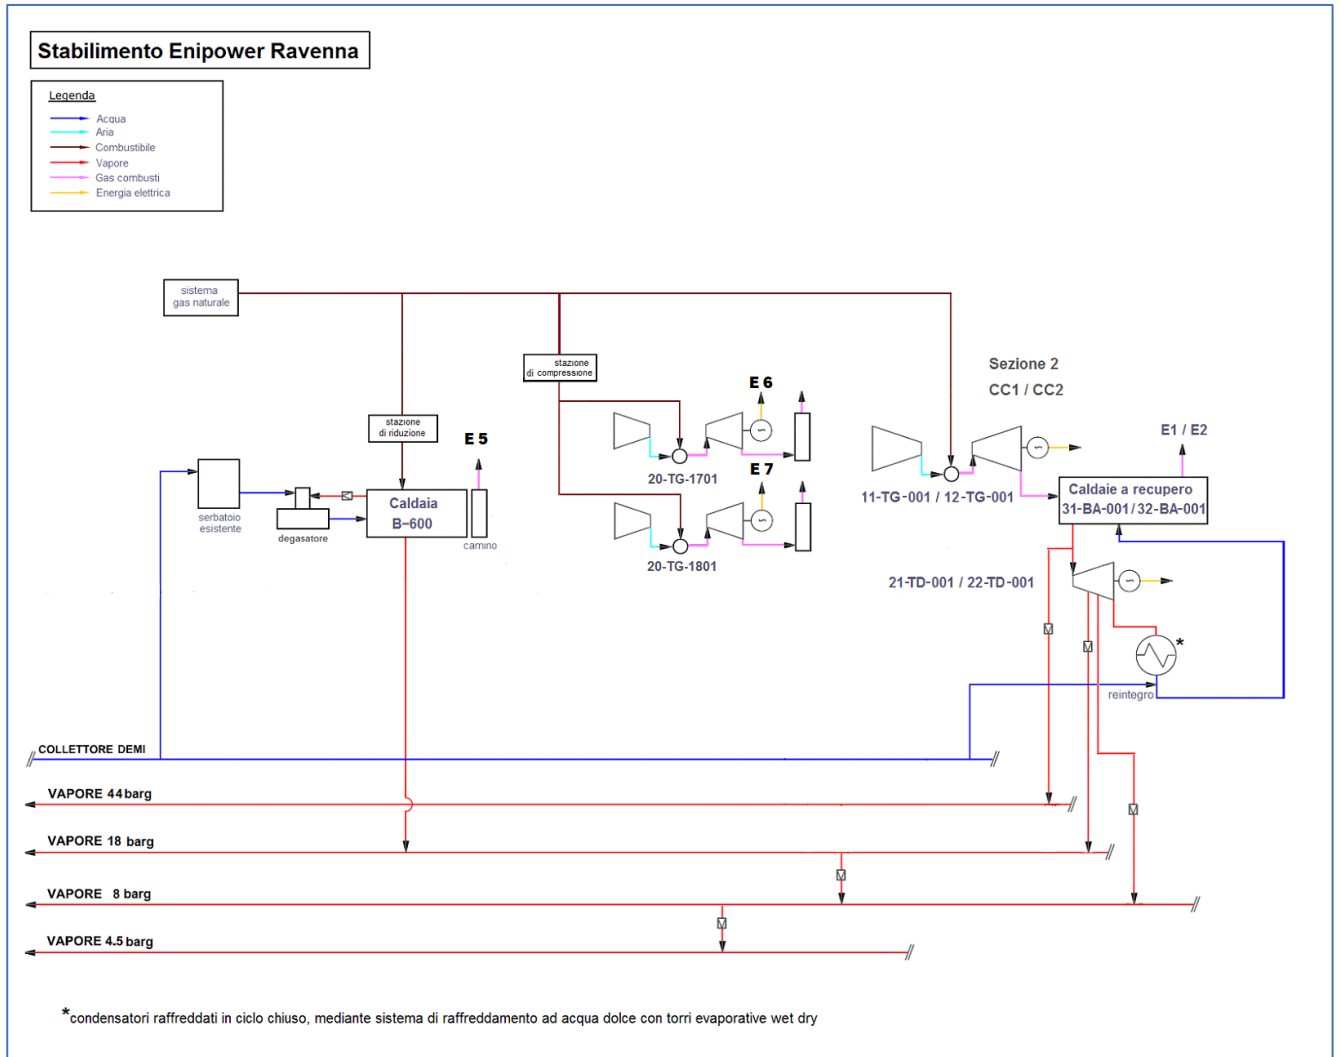 Stabilimento Enipower Ravenna
Legenda
Acqua
Aria
Combustibile
Vapore
Gas combusti
Energia elettrica
sistema
gas naturale
stazione
di compressione
Sezione 2
CC1 / CC2
E 6
stazione
di riduzione
E 5
E1 / E2
20-TG-1701
E 7
11-TG-001 / 12-TG-001
Caldaie a recupero
31-BA-001 / 32-BA-001
serbatoio
esistente
degasatore
Caldaia
B-600
camino
20-TG-1801
21-TD-001 / 22-TD-001
*
reintegro
COLLETTORE DEMI
VAPORE 44 barg
VAPORE 18 barg
VAPORE 8 barg
VAPORE 4.5 barg
*condensatori raffreddati in ciclo chiuso, mediante sistema di raffreddamento ad acqua dolce con torri evaporative wet dry